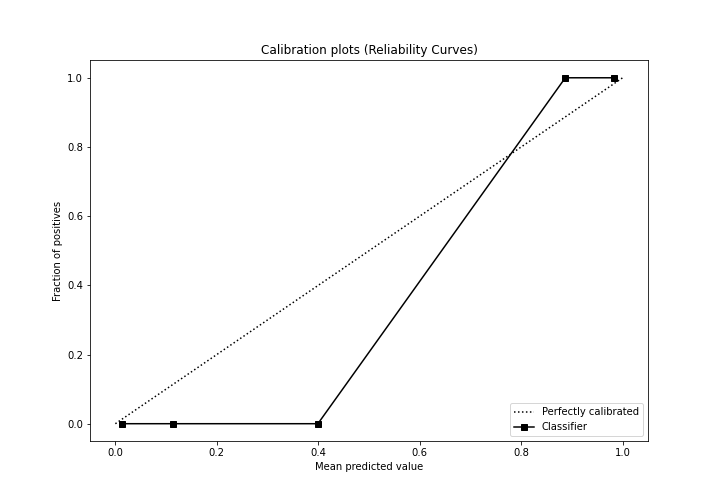 Calibration plots (Reliability Curves)
1.0
0.8
0.6
0.4
0.2
0.0
Fraction of positives
Perfectly calibrated
Classifier
0.0 0.2 0.4 0.6 0.8 1.0
Mean predicted value